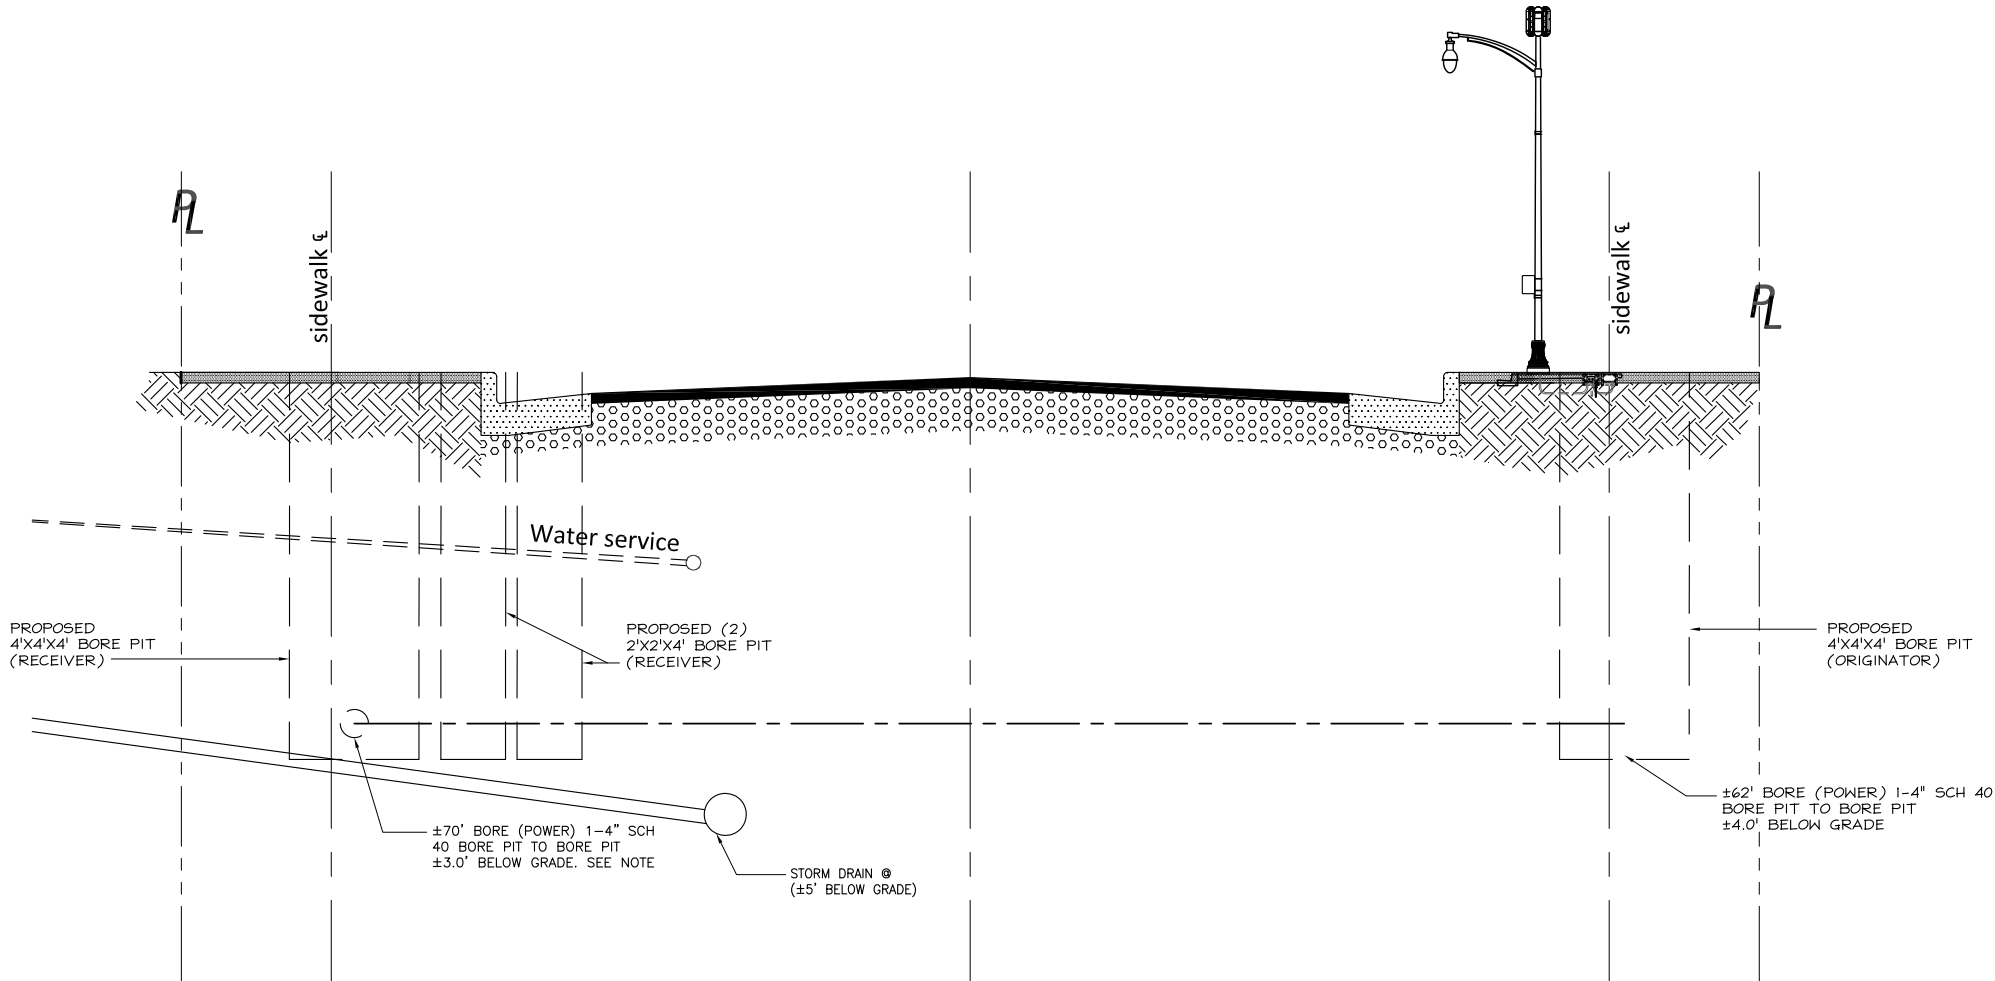 PL
sidewalk ℄
sidewalk ℄
PL
Water service
PROPOSED
4'X4'X4' BORE PIT
(RECEIVER)
PROPOSED (2)
2'X2'X4' BORE PIT
(RECEIVER)
PROPOSED
4'X4'X4' BORE PIT
(ORIGINATOR)
±70' BORE (POWER) 1-4" SCH
40 BORE PIT TO BORE PIT
±3.0' BELOW GRADE. SEE NOTE
STORM DRAIN @
(±5' BELOW GRADE)
±62' BORE (POWER) 1-4" SCH 40
BORE PIT TO BORE PIT
±4.0' BELOW GRADE